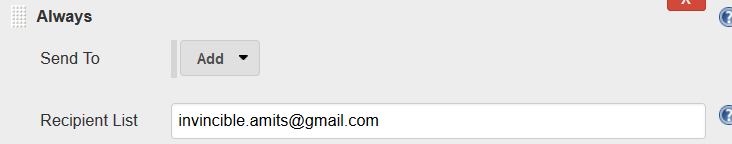 Always
Send To Add
Recipient List invincible.amits@gmail.com